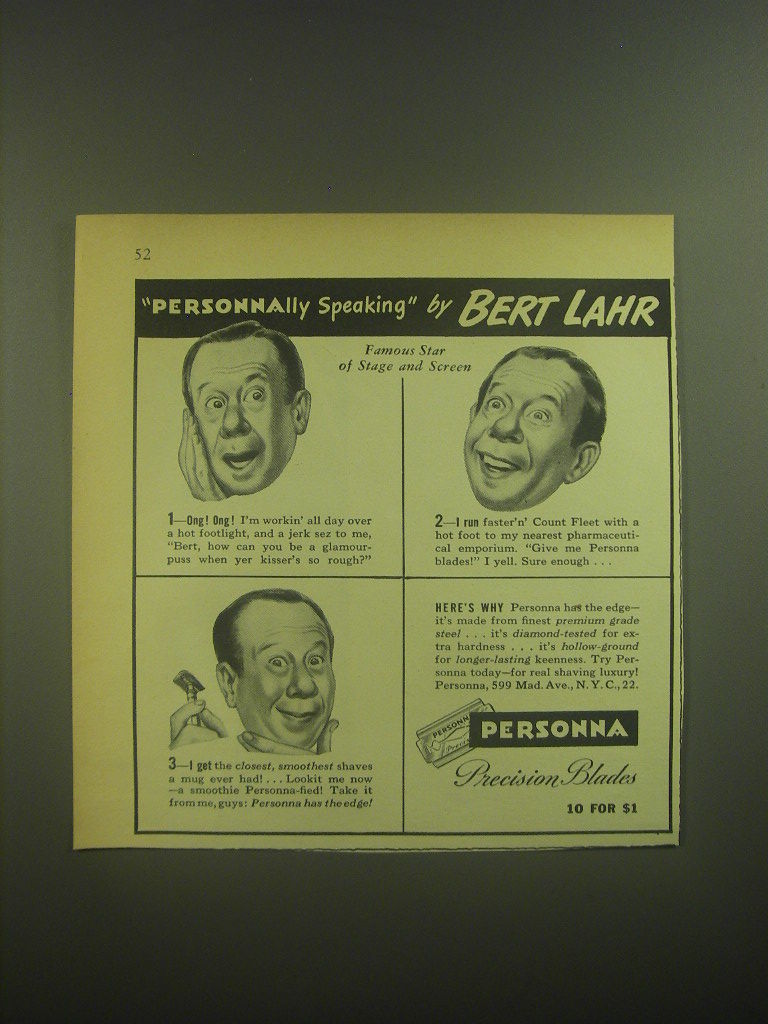 52
"PERSONNAlly Speaking" by BERT LAHR
Famous Star
of Stage and Screen
1—Ong! Ong! I'm workin' all day over
a hot footlight, and a jerk sez to me,
"Bert, how can you be a glamour-
puss when yer kisser's so rough?"
2—I run faster'n' Count Fleet with a
hot foot to my nearest pharmaceuti-
cal emporium. "Give me Personna
blades!" I yell. Sure enough . . .
3—I get the closest, smoothest shaves
a mug ever had! . . . Lookit me now
—a smoothie Personna-fied! Take it
from me, guys: Personna has the edge!
HERE'S WHY Personna has the edge—
it's made from finest premium grade
steel . . . it's diamond-tested for ex-
tra hardness . . . it's hollow-ground
for longer-lasting keenness. Try Per-
sonna today—for real shaving luxury!
Personna, 599 Mad. Ave., N. Y. C., 22.
PERSONN
Preci
PERSONNA
Precision Blades
10 FOR $1